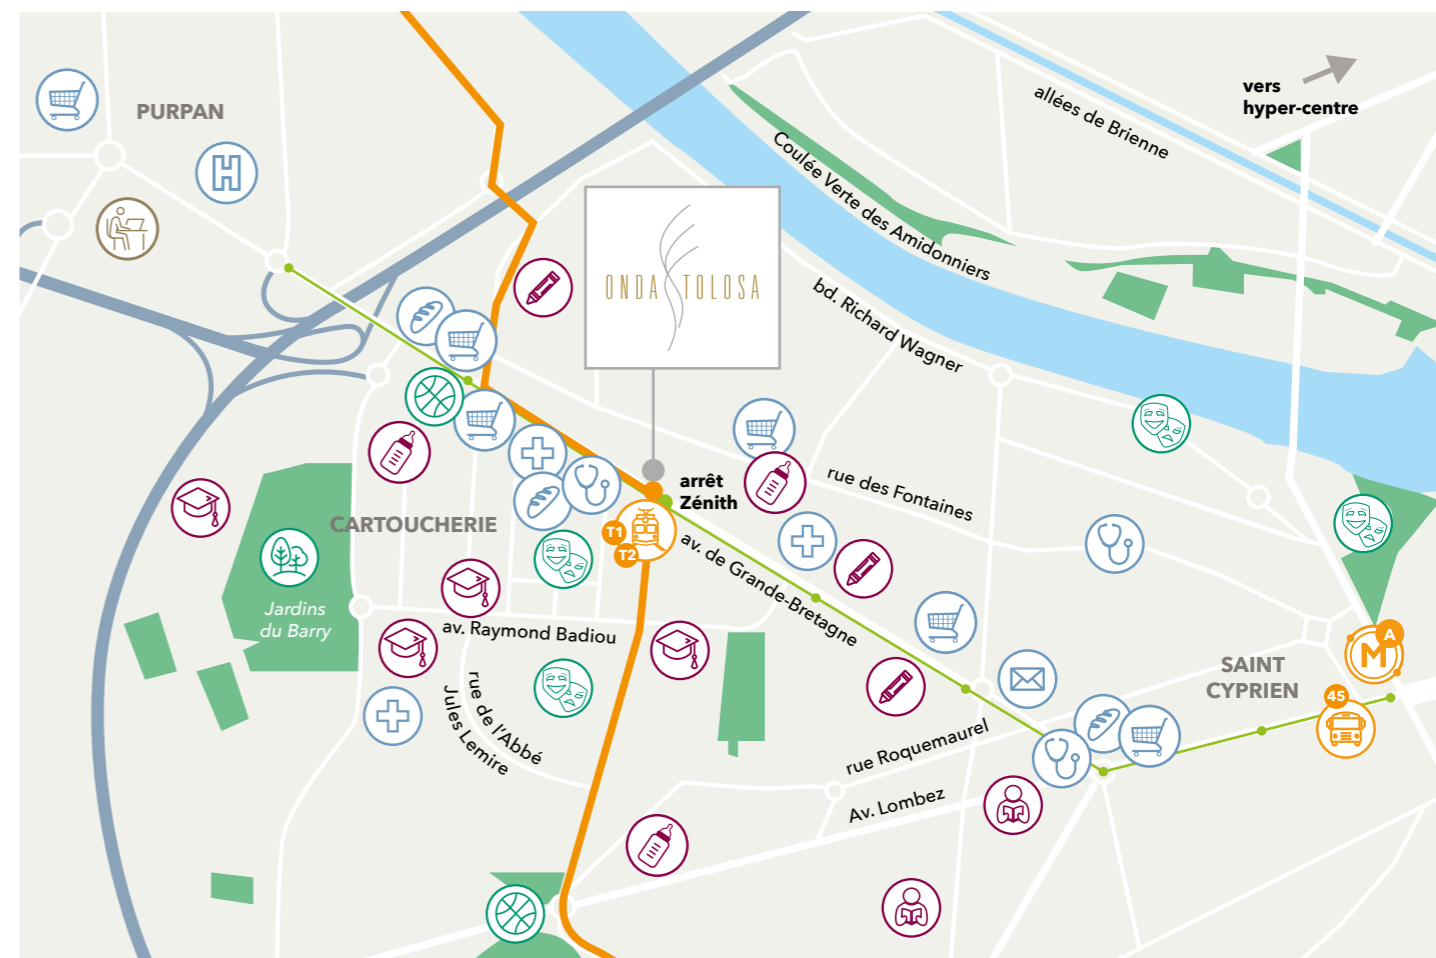 PURPAN
vers
hyper-centre
allées de Brienne
Coulée Verte des Amidonniers
ONDA TOLOSA
bd. Richard Wagner
arrêt
Zénith
rue des Fontaines
CARTOUCHERIE
T1
T2
av. de Grande-Bretagne
Jardins
du Barry
av. Raymond Badiou
rue de l'Abbé
Jules Lemire
A
M
SAINT
CYPRIEN
45
rue Roquemaurel
Av. Lombez
H